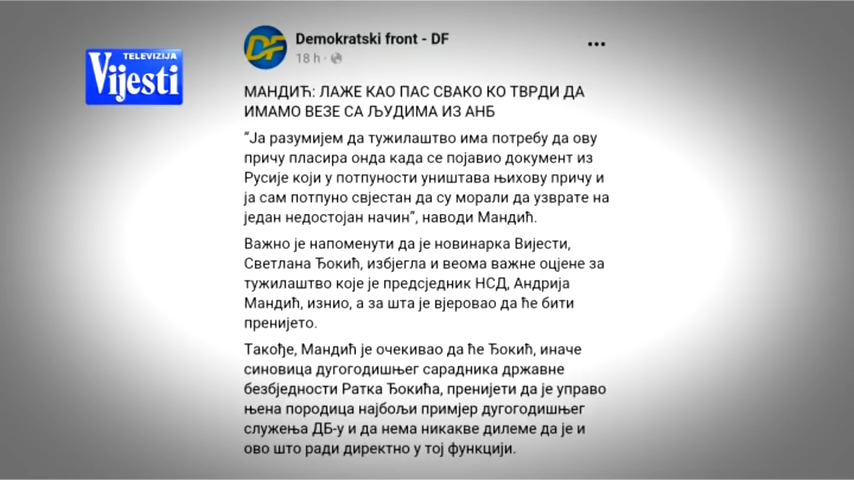 TELEVIZIJA
Vijesti
DF
Demokratski front - DF
18 h ·
МАНДИЋ: ЛАЖЕ КАО ПАС СВАКО КО ТВРДИ ДА
ИМАМО ВЕЗЕ СА ЉУДИМА ИЗ АНБ
“Ја разумијем да тужилаштво има потребу да ову
причу пласира онда када се појавио документ из
Русије који у потпуности уништава њихову причу и
ја сам потпуно свјестан да су морали да узврате на
један недостојан начин”, наводи Мандић.
Важно је напоменути да је новинарка Вијести,
Светлана Ђокић, избјегла и веома важне оцјене за
тужилаштво које је предсједник НСД, Андрија
Мандић, изнио, а за шта је вјеровао да ће бити
пренијето.
Такође, Мандић је очекивао да ће Ђокић, иначе
синовица дугогодишњег сарадника државне
безбједности Ратка Ђокића, пренијети да је управо
њена породица најбољи примјер дугогодишњег
служења ДБ-у и да нема никакве дилеме да је и
ово што ради директно у тој функцији.